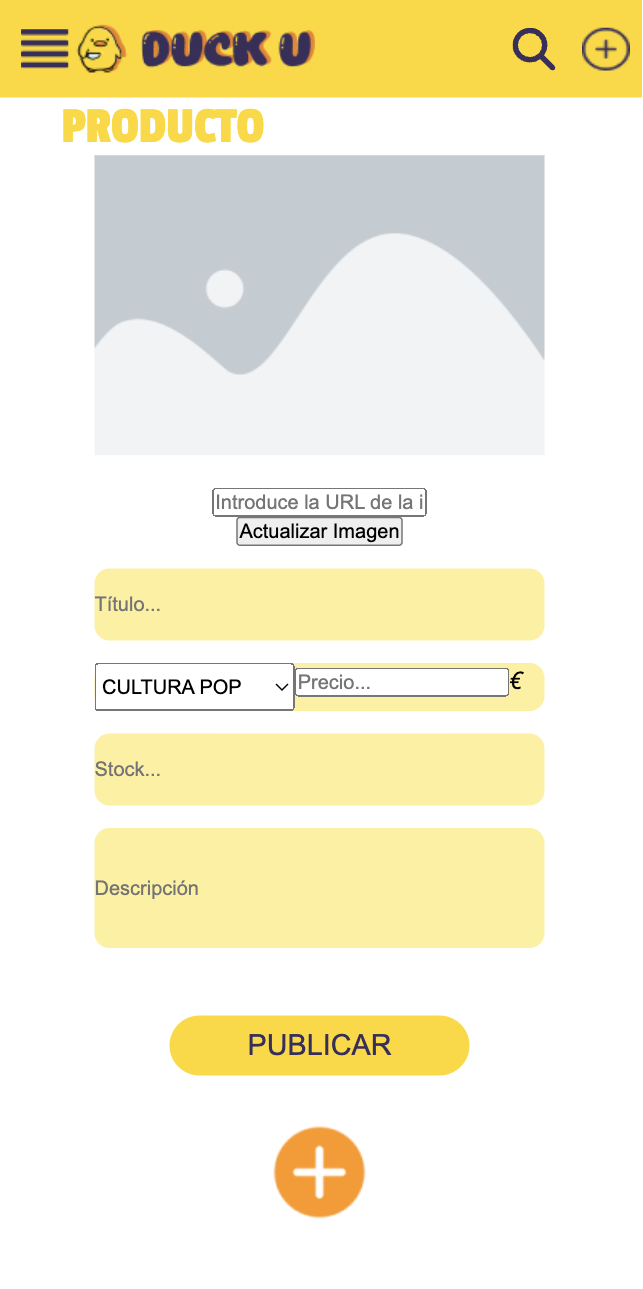 DUCK U
PRODUCTO
Introduce la URL de la i
Actualizar Imagen
Título...
CULTURA POP Precio... €
Stock...
Descripción
PUBLICAR